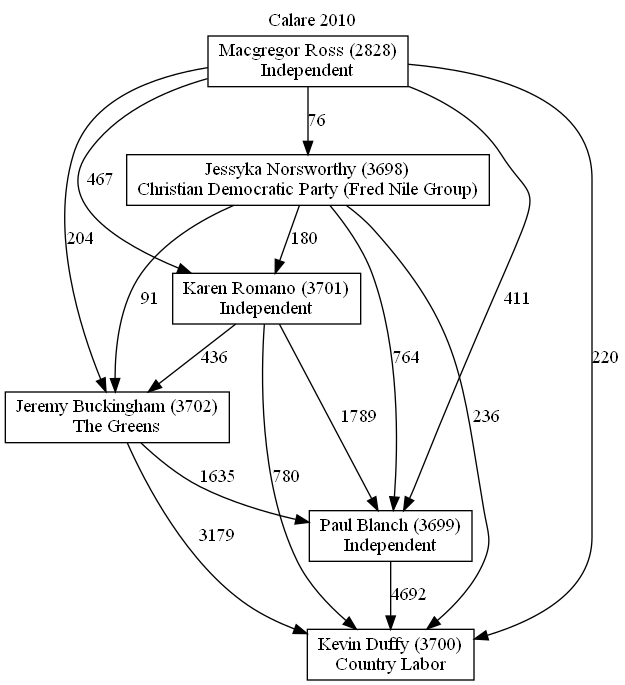 Calare 2010
Macgregor Ross (2828)
Independent
76
Jessyka Norsworthy (3698)
Christian Democratic Party (Fred Nile Group)
467
204
91
180
764
236
411
220
Karen Romano (3701)
Independent
436
1789
780
Jeremy Buckingham (3702)
The Greens
1635
3179
Paul Blanch (3699)
Independent
4692
Kevin Duffy (3700)
Country Labor